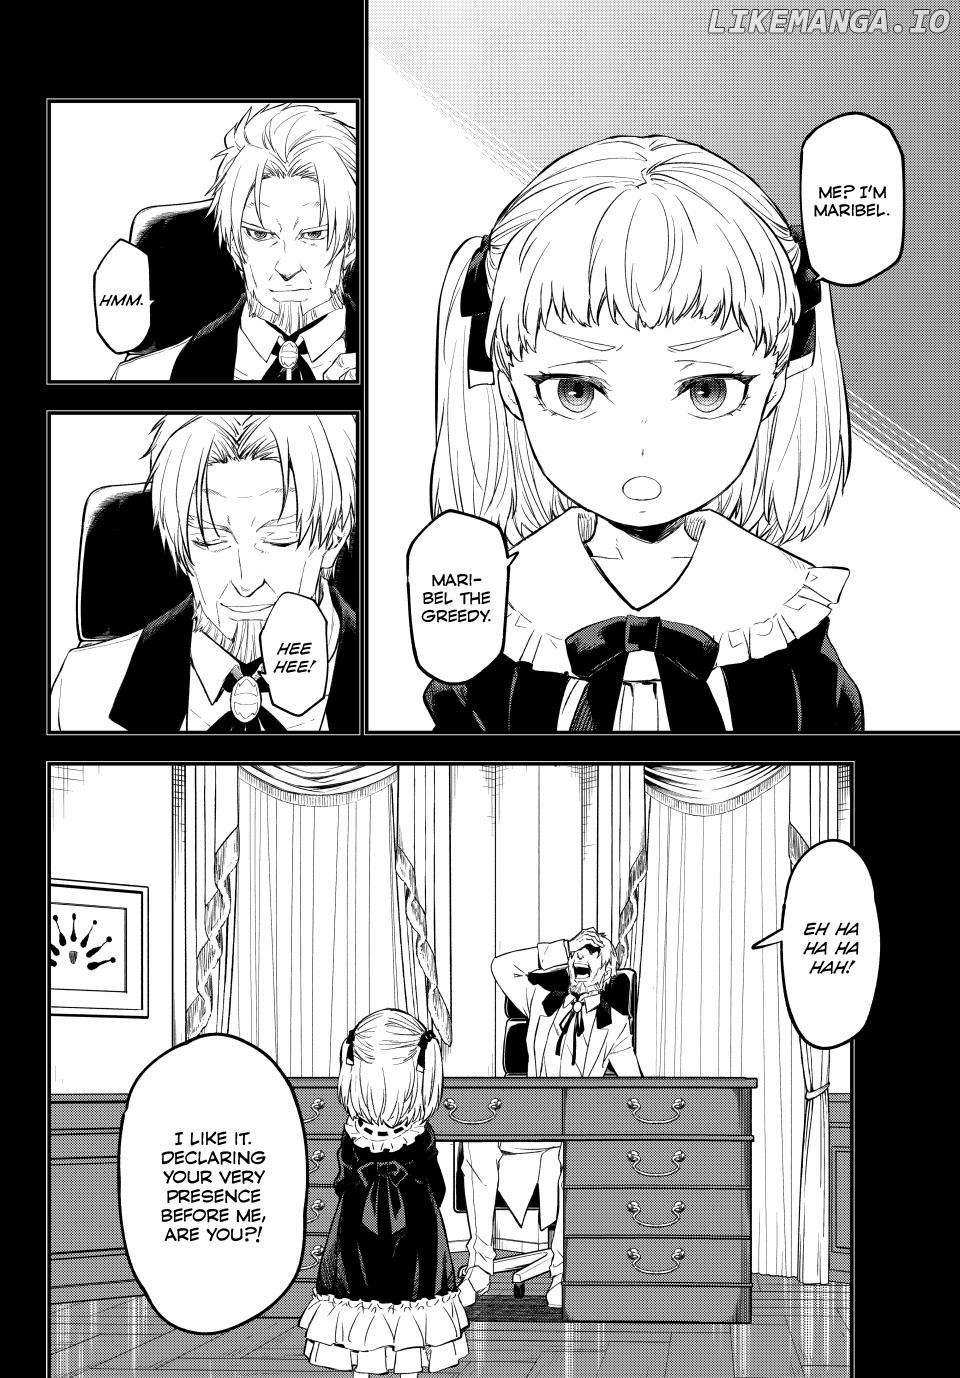 LIKEMANGA.IO
ME? I'M
MARIBEL.
MARI-
BEL THE
GREEDY.
HMM.
HEE
HEE!
EH HA
HA HA
HAH!
I LIKE IT.
DECLARING
YOUR VERY
PRESENCE
BEFORE ME,
ARE YOU?!